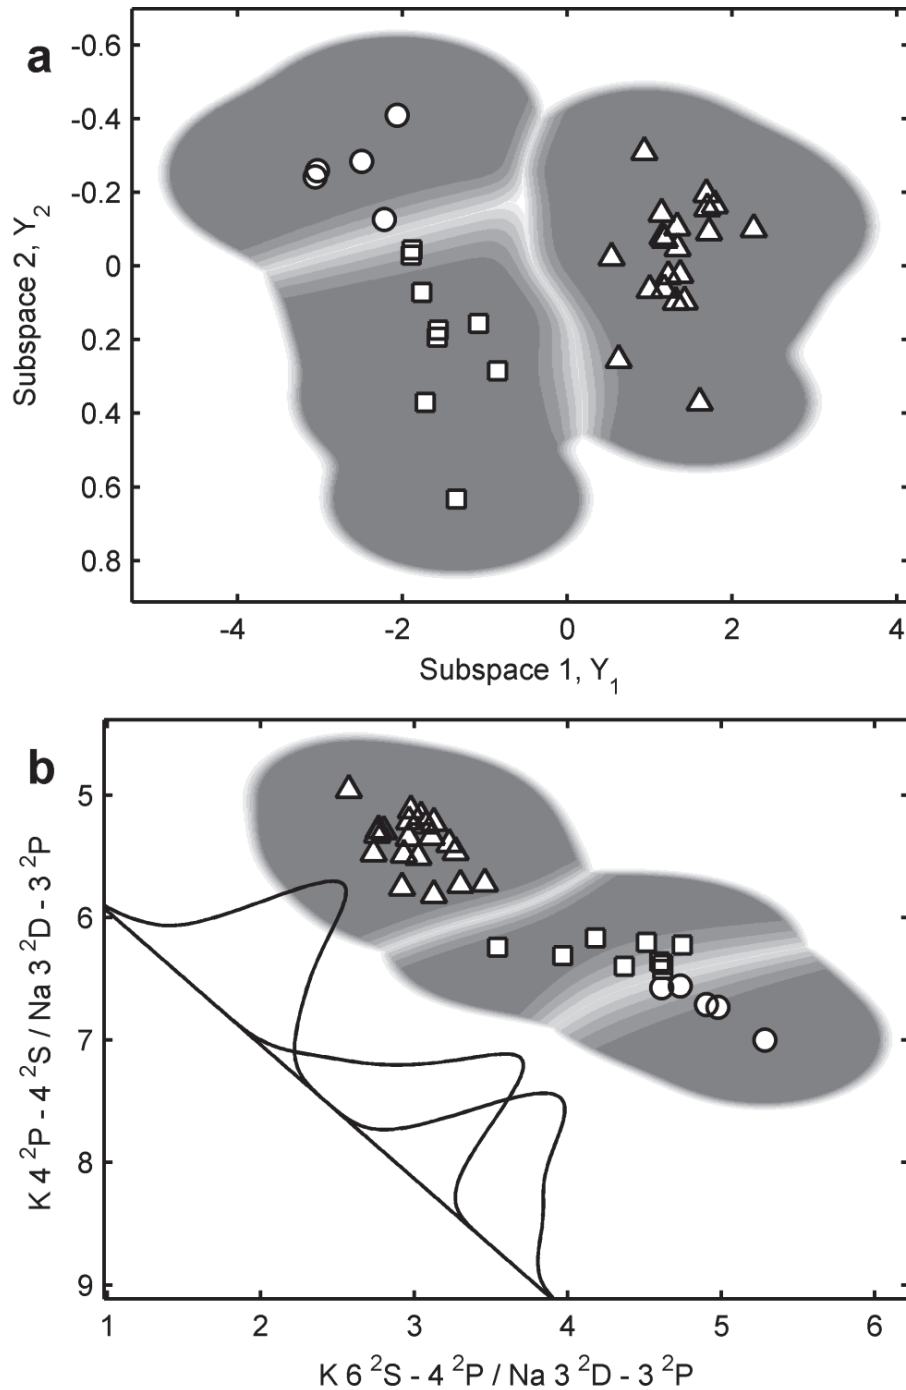 a
-0.6
-0.4
-0.2
0
0.2
0.4
0.6
0.8
Subspace 2, Y₂
-4 -2 0 2 4
Subspace 1, Y₁
b
5
6
7
8
9
K 4 ²P - 4 ²S / Na 3 ²D - 3 ²P
1 2 3 4 5 6
K 6 ²S - 4 ²P / Na 3 ²D - 3 ²P